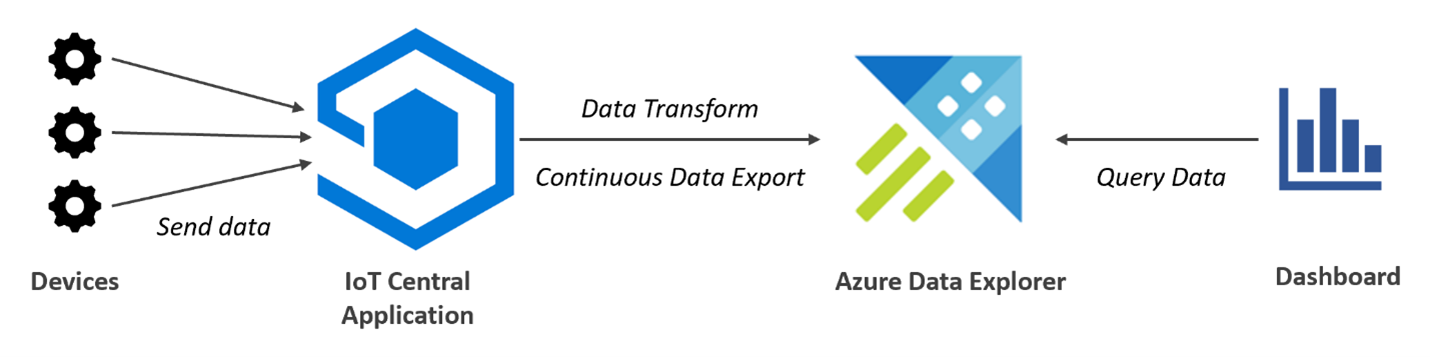 Data Transform
Continuous Data Export
Query Data
Send data
Devices
IoT Central
Application
Azure Data Explorer
Dashboard